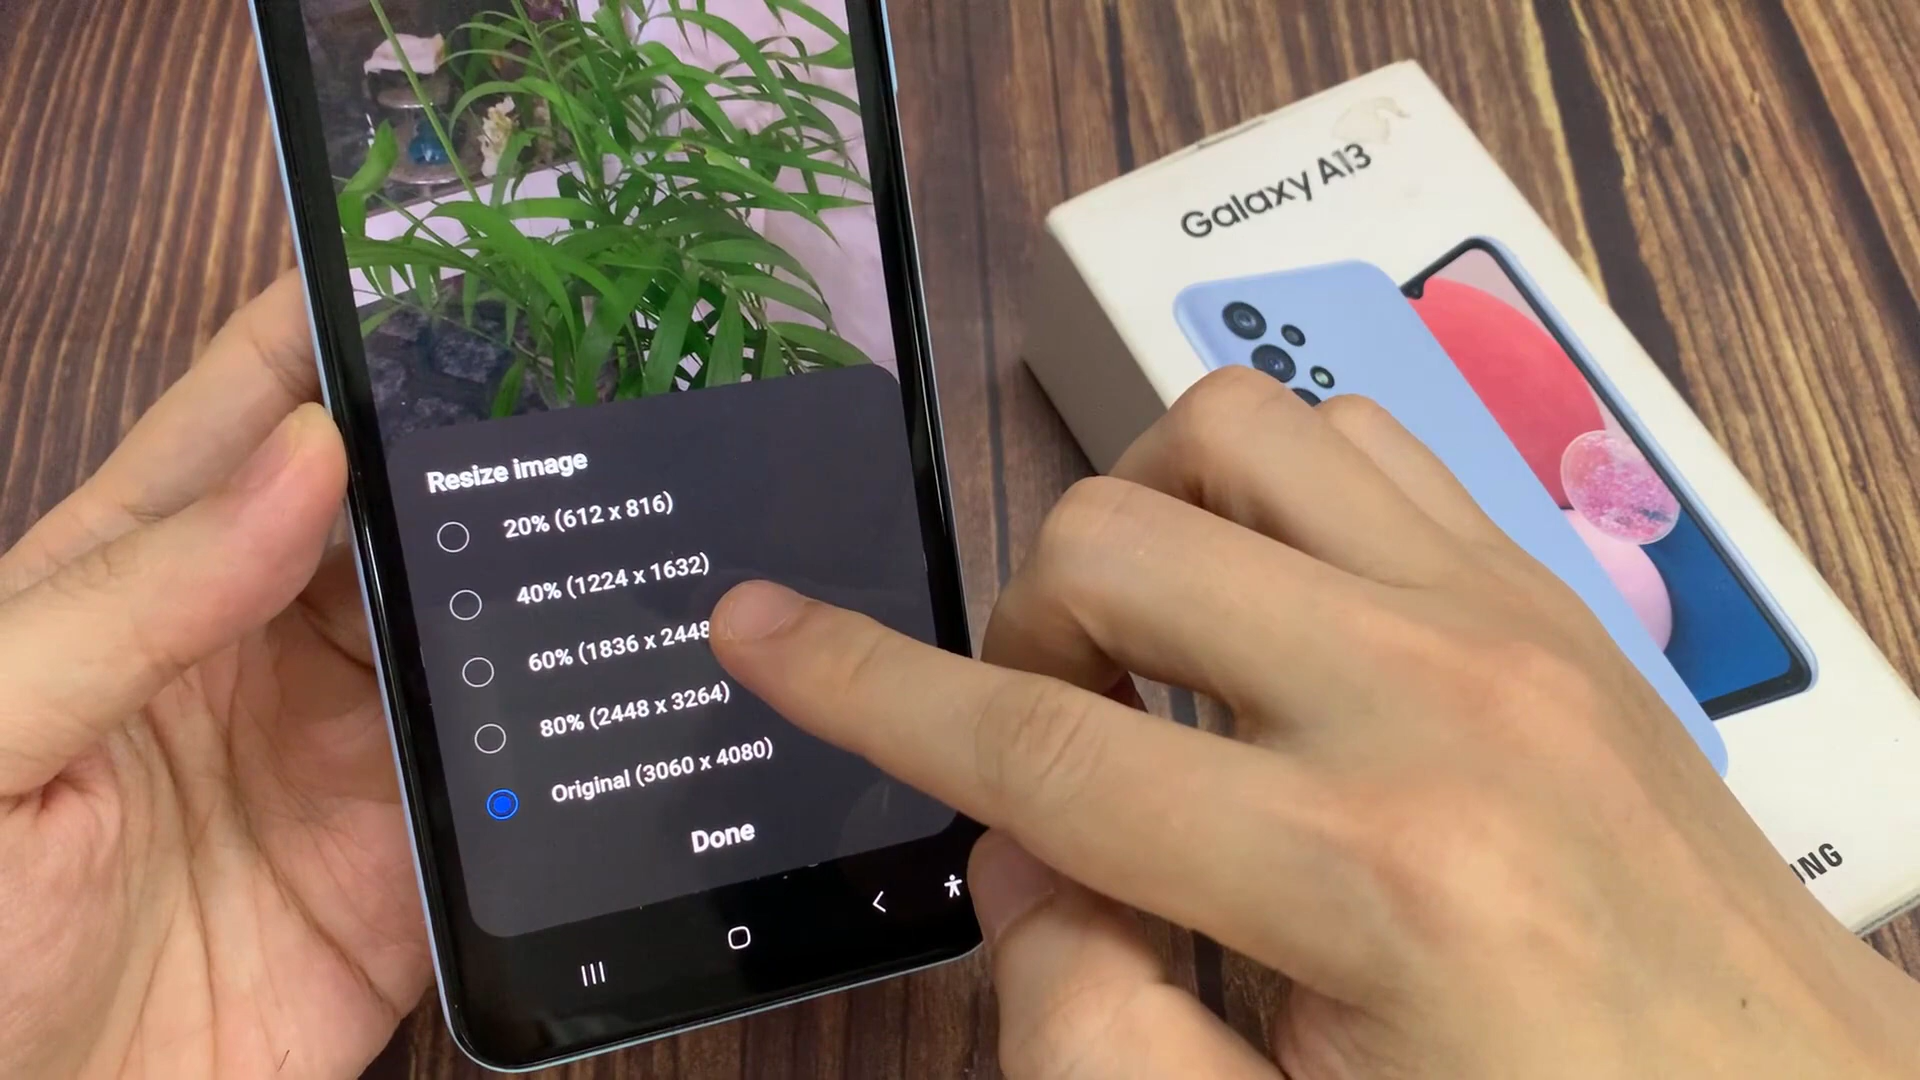 Galaxy A13
Resize image
20% (612 x 816)
40% (1224 x 1632)
60% (1836 x 2448
80% (2448 x 3264)
Original (3060 x 4080)
Done